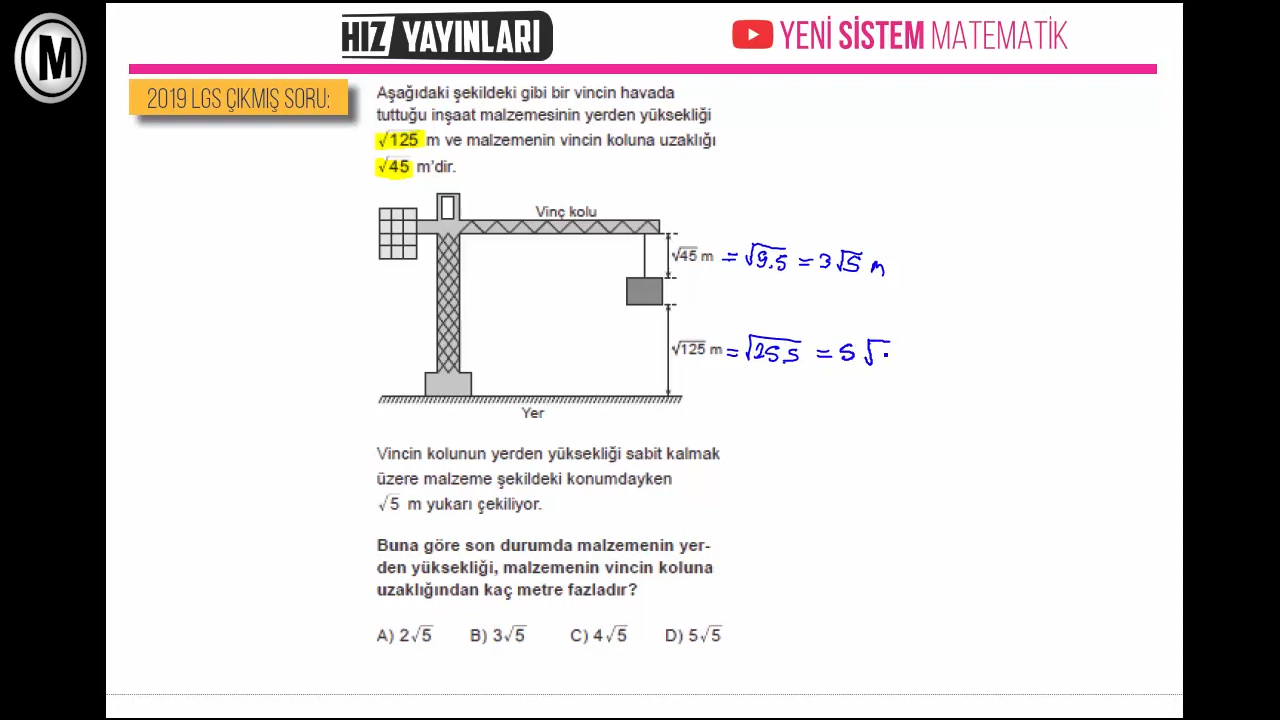 M
HIZ YAYINLARI
YENİ SİSTEM MATEMATİK
2019 LGS ÇIKMIŞ SORU:
Aşağıdaki şekildeki gibi bir vincin havada
tuttuğu inşaat malzemesinin yerden yüksekliği
√125 m ve malzemenin vincin koluna uzaklığı
√45 m'dir.
Vinç kolu
√45 m = √9.5 = 3√5 m
√125 m = √25.5 = 5√
Yer
Vincin kolunun yerden yüksekliği sabit kalmak
üzere malzeme şekildeki konumdayken
√5 m yukarı çekiliyor.
Buna göre son durumda malzemenin yer-
den yüksekliği, malzemenin vincin koluna
uzaklığından kaç metre fazladır?
A) 2√5 B) 3√5 C) 4√5 D) 5√5